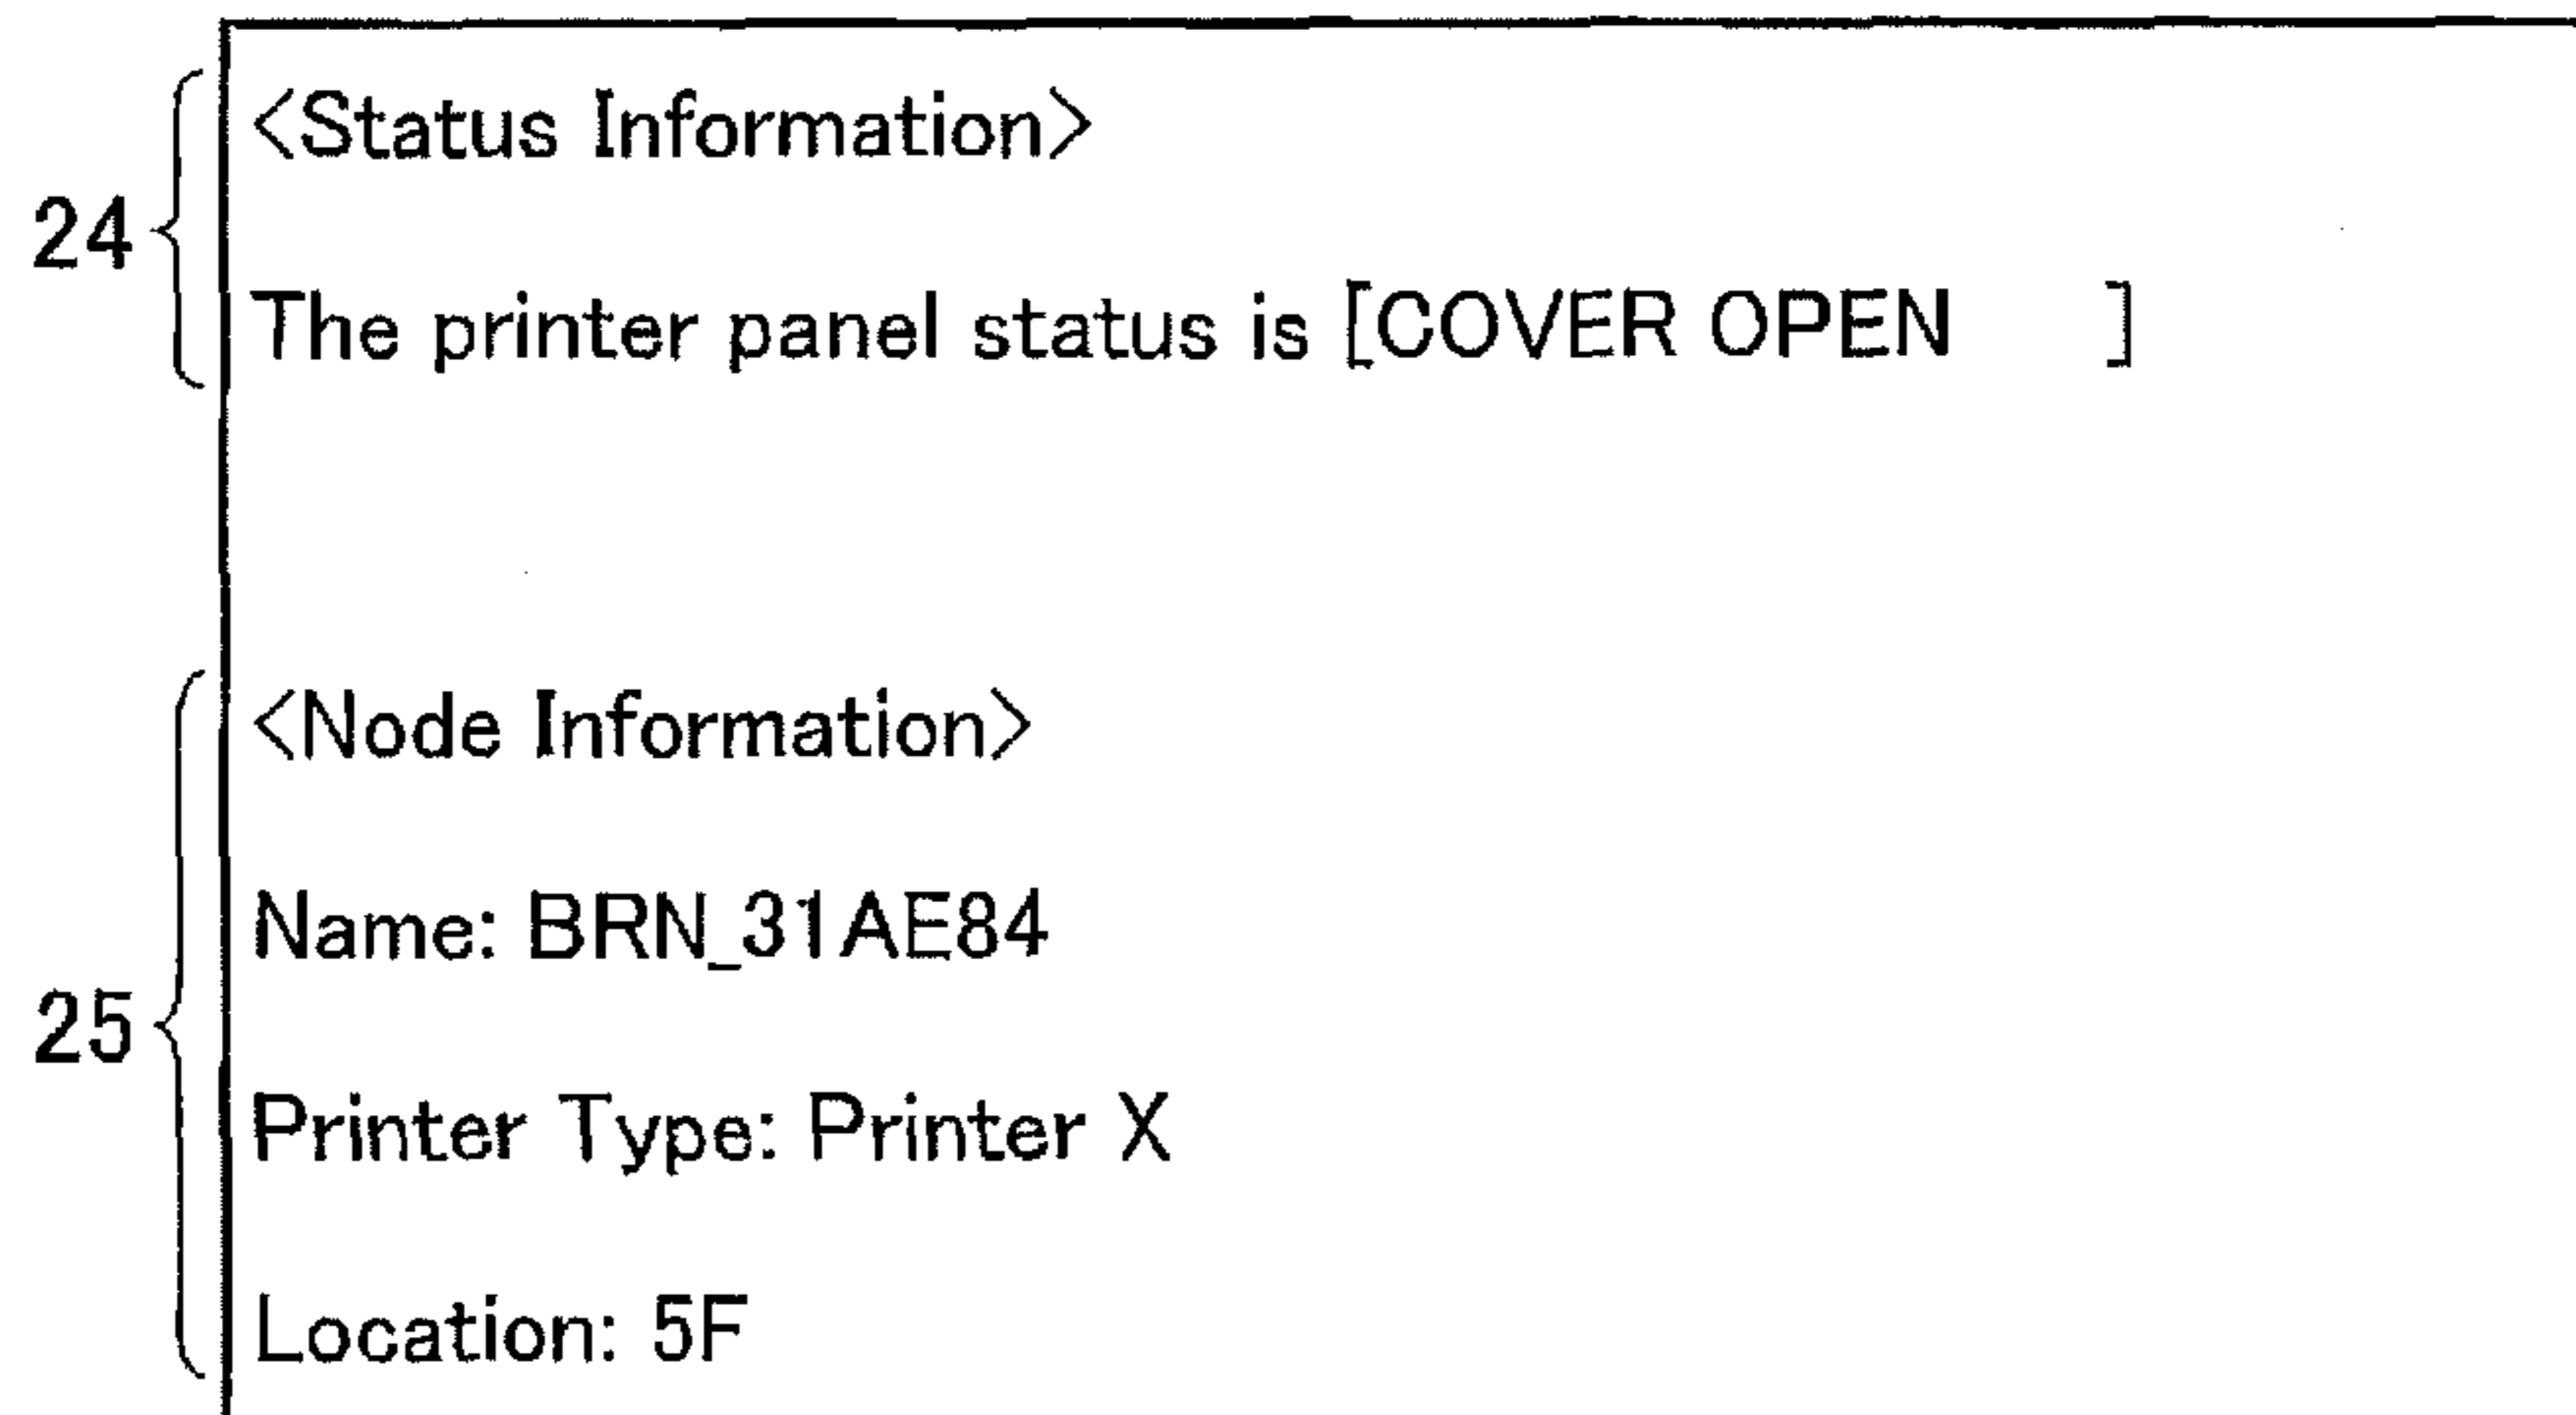 24
<Status Information>
The printer panel status is [COVER OPEN      ]
25
<Node Information>
Name: BRN_31AE84
Printer Type: Printer X
Location: 5F